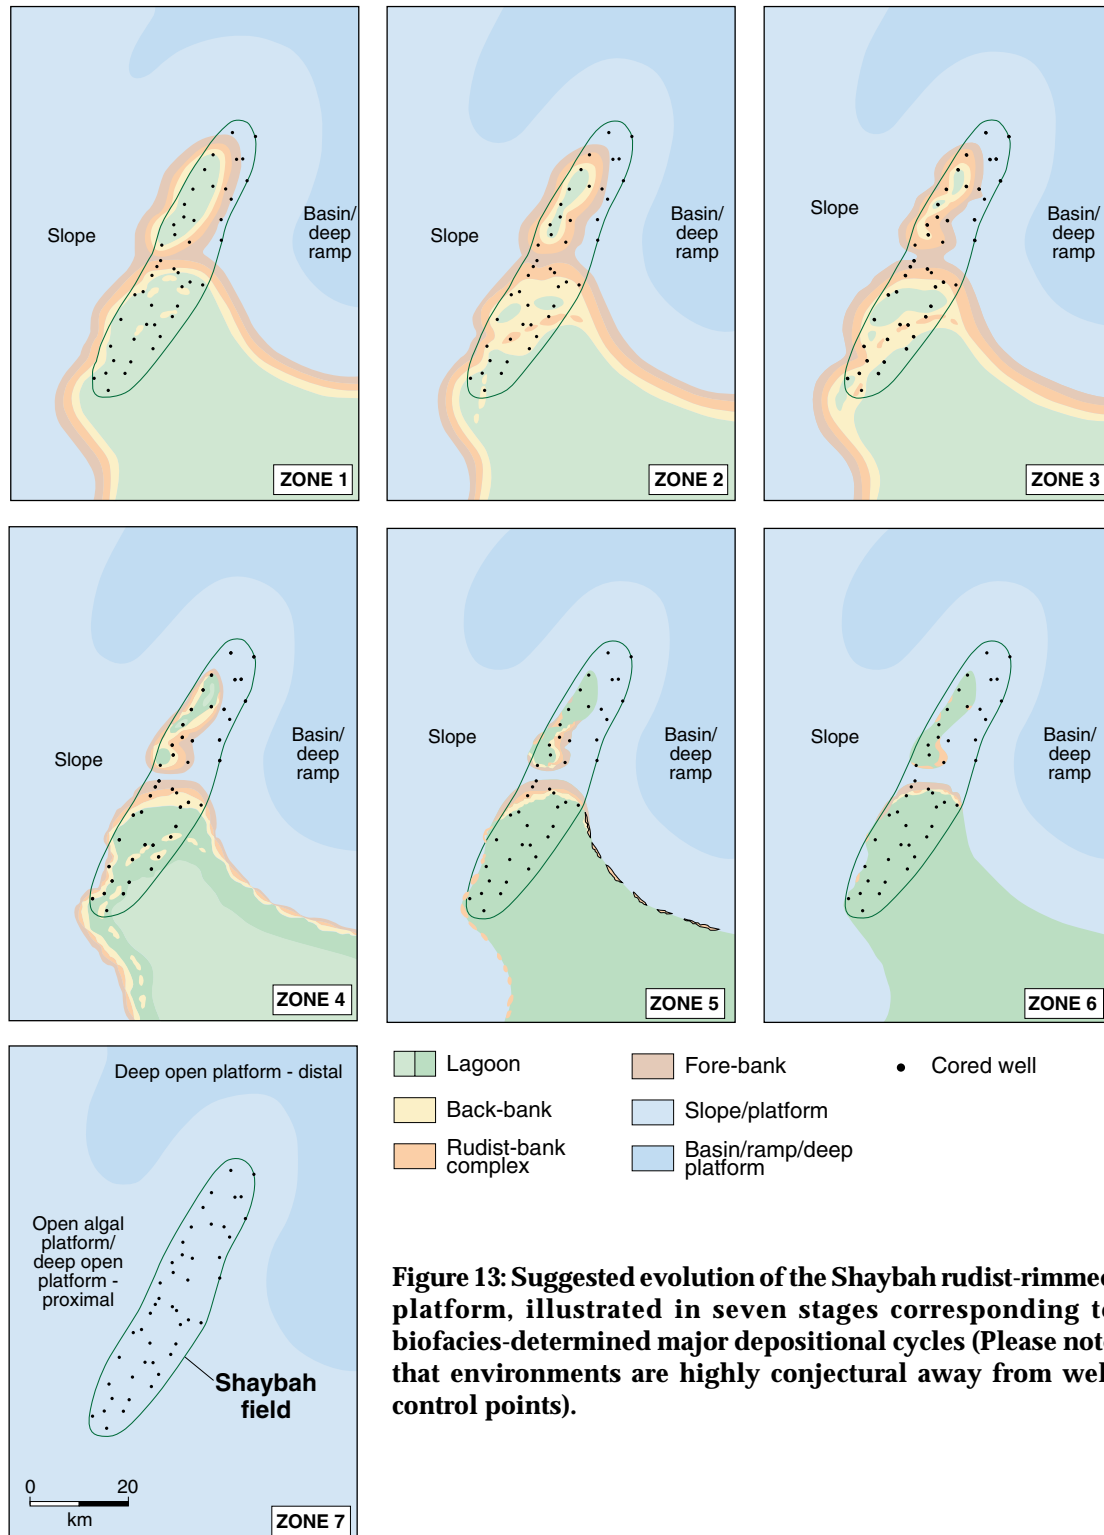 Slope
Basin/
deep
ramp
ZONE 1
Slope
Basin/
deep
ramp
ZONE 2
Slope
Basin/
deep
ramp
ZONE 3
Slope
Basin/
deep
ramp
ZONE 4
Slope
Basin/
deep
ramp
ZONE 5
Slope
Basin/
deep
ramp
ZONE 6
Deep open platform - distal
Open algal
platform/
deep open
platform -
proximal
Shaybah
field
0 20
km
ZONE 7
Lagoon
Back-bank
Rudist-bank
complex
Fore-bank
Slope/platform
Basin/ramp/deep
platform
Cored well
Figure 13: Suggested evolution of the Shaybah rudist-rimmed
platform, illustrated in seven stages corresponding to
biofacies-determined major depositional cycles (Please note
that environments are highly conjectural away from well
control points).